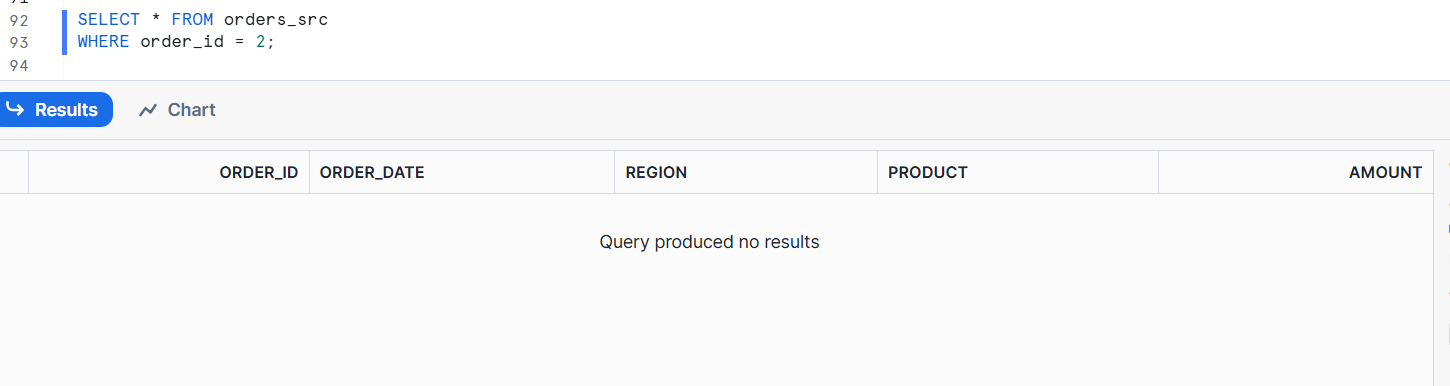 92 SELECT * FROM orders_src
93 WHERE order_id = 2;
94
Results Chart
ORDER_ID ORDER_DATE REGION PRODUCT AMOUNT
Query produced no results